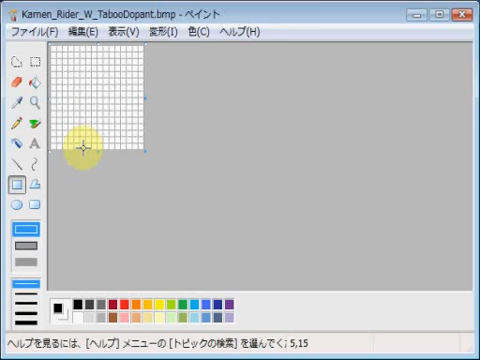 Kamen_Rider_W_TabooDopant.bmp - ペイント
ファイル(F) 編集(E) 表示(V) 変形(I) 色(C) ヘルプ(H)
A
ヘルプを見るには、[ヘルプ] メニューの [トピックの検索] を選んでく; 5,15